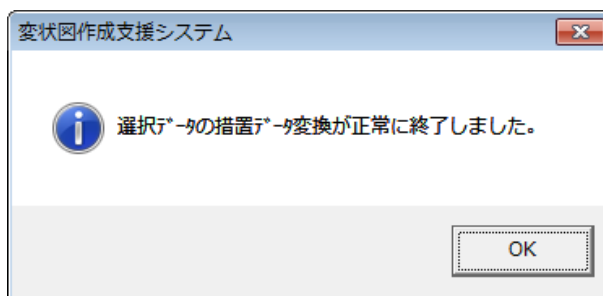 変状図作成支援システム
選択ﾃﾞｰﾀの措置ﾃﾞｰﾀ変換が正常に終了しました。
OK